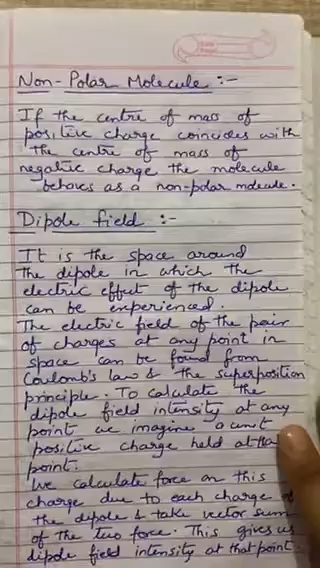 Non-Polar Molecule :-
If the centre of mass of
positive charge coincides with
the centre of mass of
negative charge the molecule
behaves as a non-polar molecule.
Dipole field :-
It is the space around
the dipole in which the
electric effect of the dipole
can be experienced.
The electric field of the pair
of charges at any point in
space can be found from
Coulomb's law & the superposition
principle. To calculate the
dipole field intensity at any
point we imagine a unit
positive charge held at
point.
We calculate force on this
charge due to each charge
the dipole & take vector sum
of the two force. This gives us
dipole field intensity at that point.